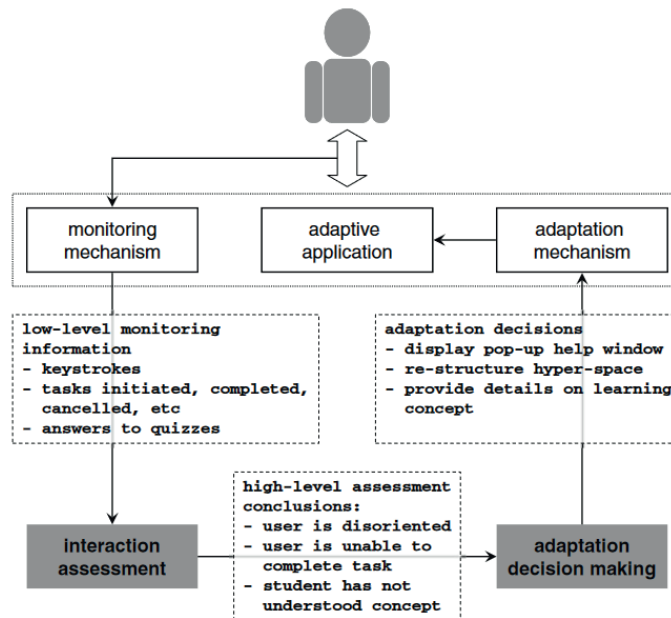 monitoring
mechanism
adaptive
application
adaptation
mechanism
low-level monitoring
information
- keystrokes
- tasks initiated, completed,
cancelled, etc
- answers to quizzes
adaptation decisions
- display pop-up help window
- re-structure hyper-space
- provide details on learning
concept
high-level assessment
conclusions:
- user is disoriented
- user is unable to
complete task
- student has not
understood concept
interaction
assessment
adaptation
decision making